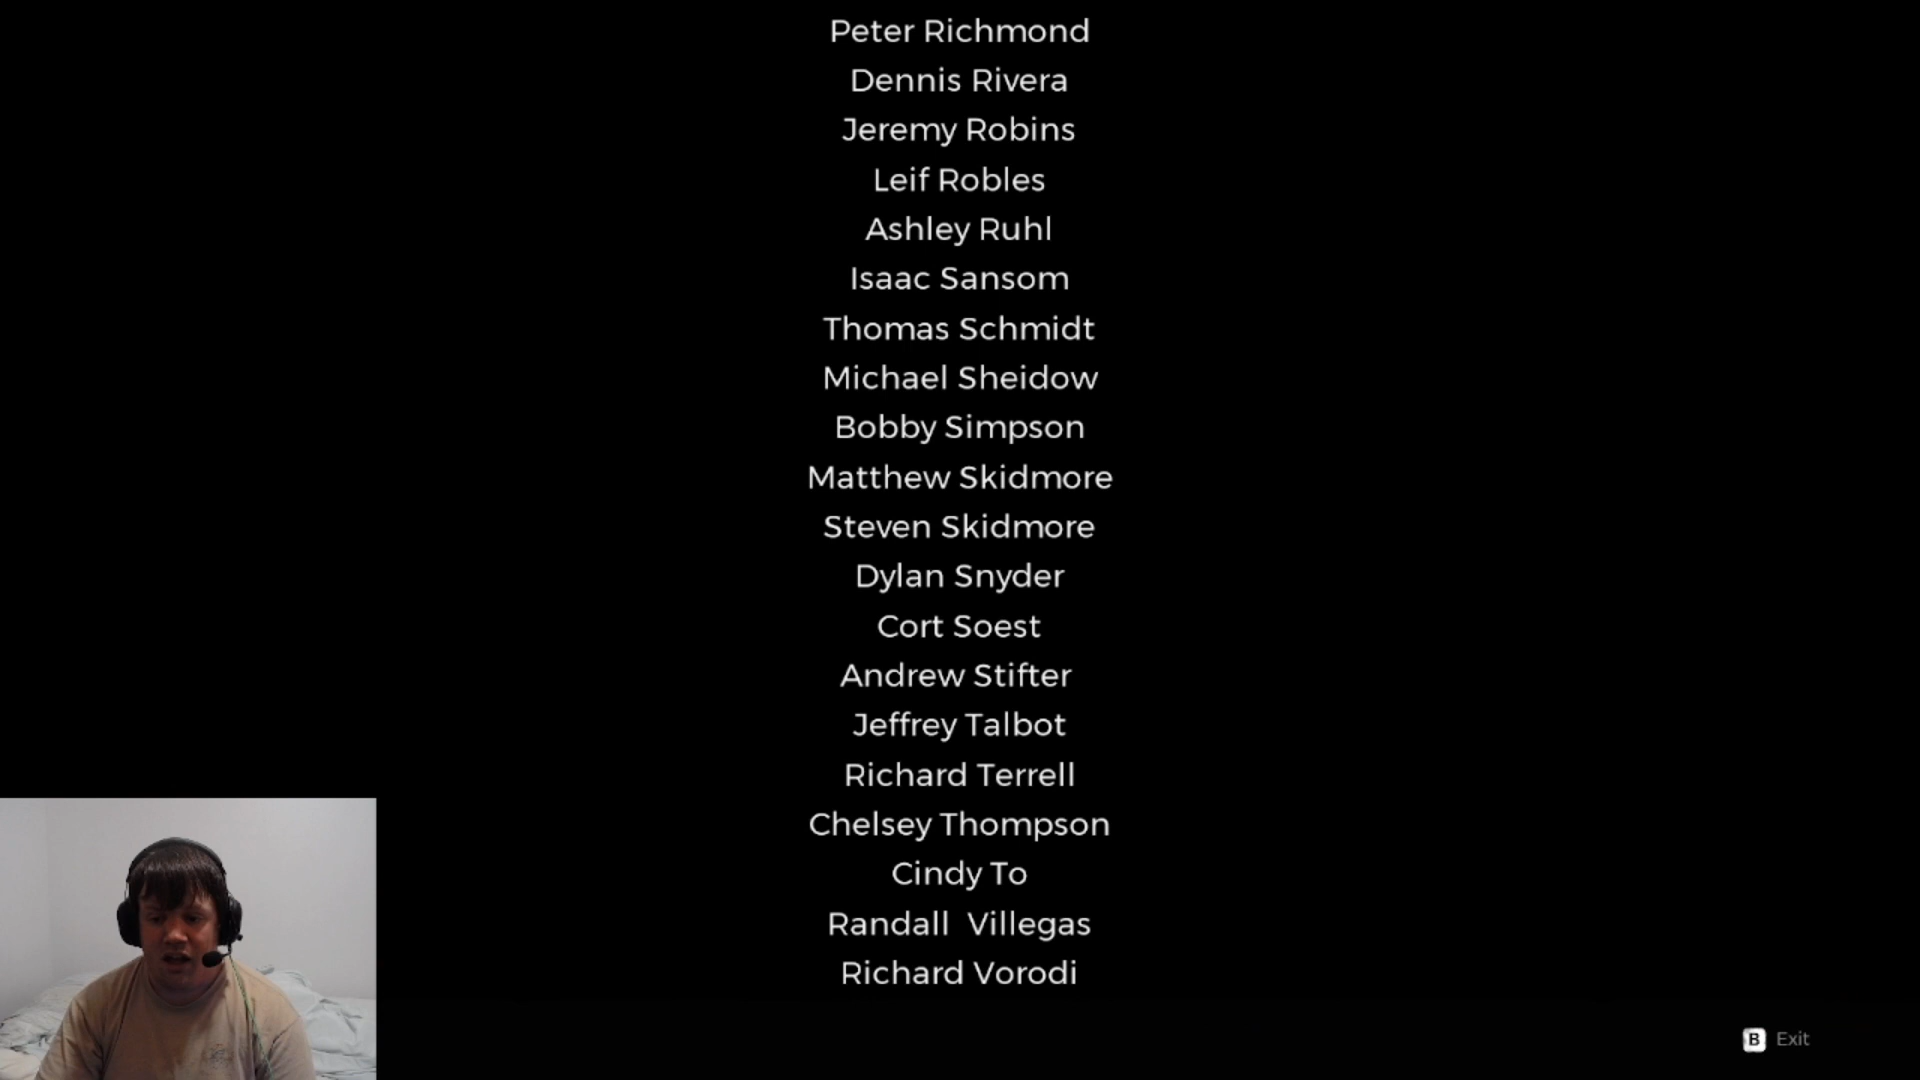 Peter Richmond
Dennis Rivera
Jeremy Robins
Leif Robles
Ashley Ruhl
Isaac Sansom
Thomas Schmidt
Michael Sheidow
Bobby Simpson
Matthew Skidmore
Steven Skidmore
Dylan Snyder
Cort Soest
Andrew Stifter
Jeffrey Talbot
Richard Terrell
Chelsey Thompson
Cindy To
Randall  Villegas
Richard Vorodi
B Exit